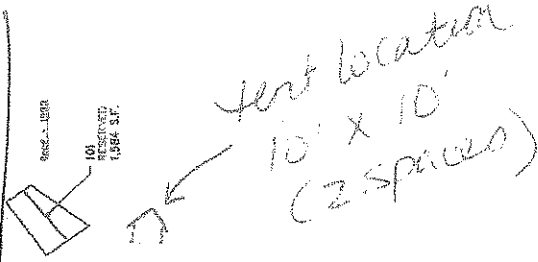 101
RESERVED
1,584 S.F.
tent location
10' x 10'
(2 spaces)